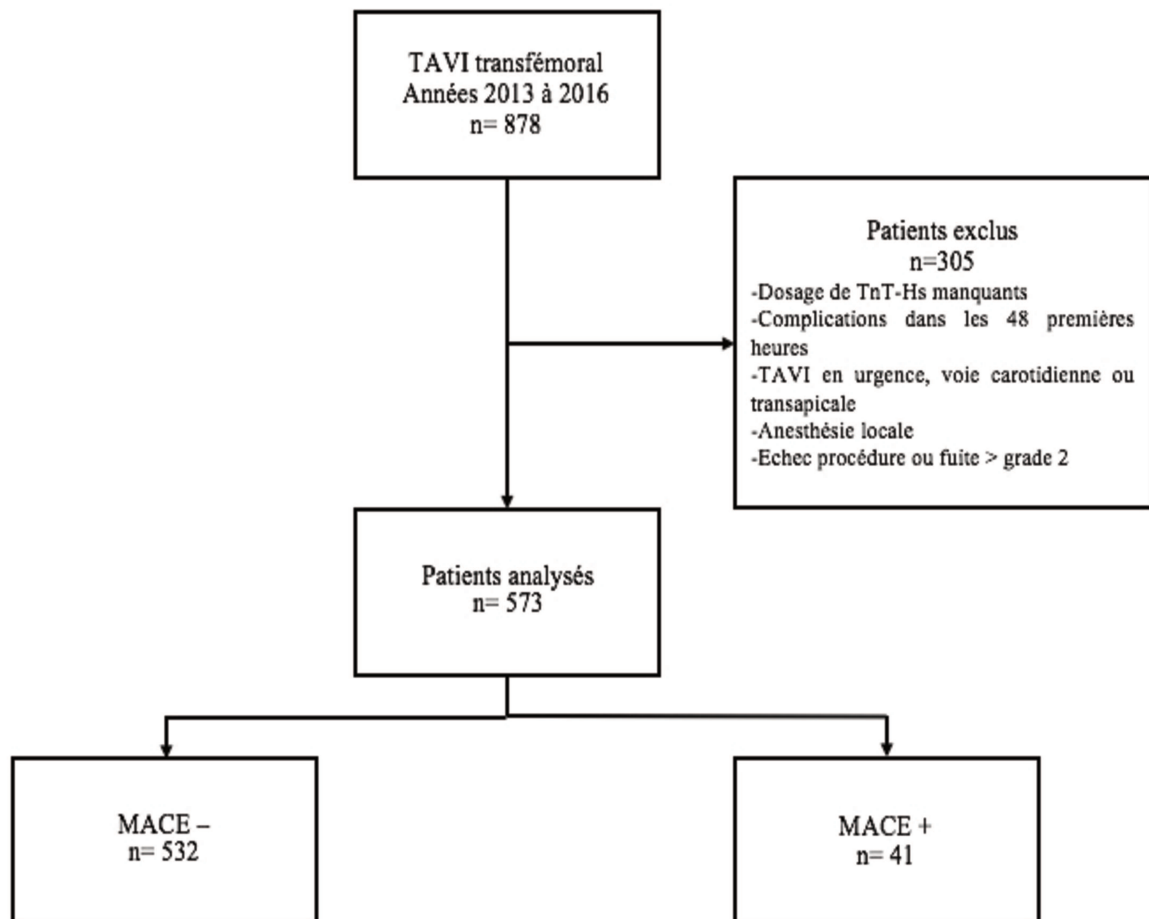 TAVI transfémoral
Années 2013 à 2016
n= 878
Patients exclus
n=305
-Dosage de TnT-Hs manquants
-Complications dans les 48 premières
heures
-TAVI en urgence, voie carotidienne ou
transapicale
-Anesthésie locale
-Echec procédure ou fuite > grade 2
Patients analysés
n= 573
MACE –
n= 532
MACE +
n= 41